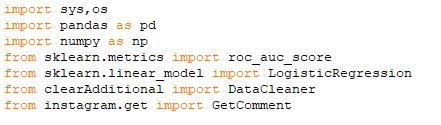 import sys,os
import pandas as pd
import numpy as np
from sklearn.metrics import roc_auc_score
from sklearn.linear_model import LogisticRegression
from clearAdditional import DataCleaner
from instagram.get import GetComment